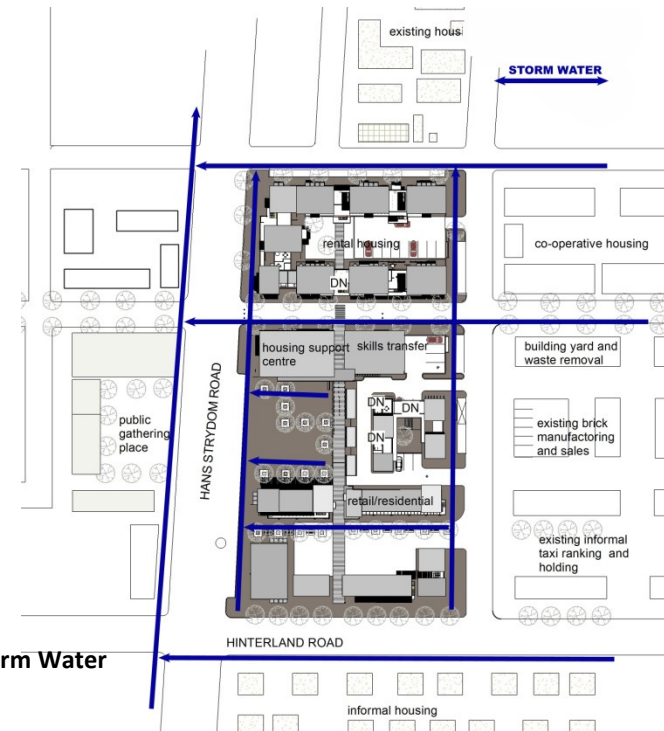 existing housi
STORM WATER
rental housing
co-operative housing
DN
housing support
centre
skills transfer
building yard and
waste removal
public
gathering
place
HANS STRYDOM ROAD
DN
DN
DN
existing brick
manufactoring
and sales
retail/residential
existing informal
taxi ranking and
holding
HINTERLAND ROAD
rm Water
informal housing